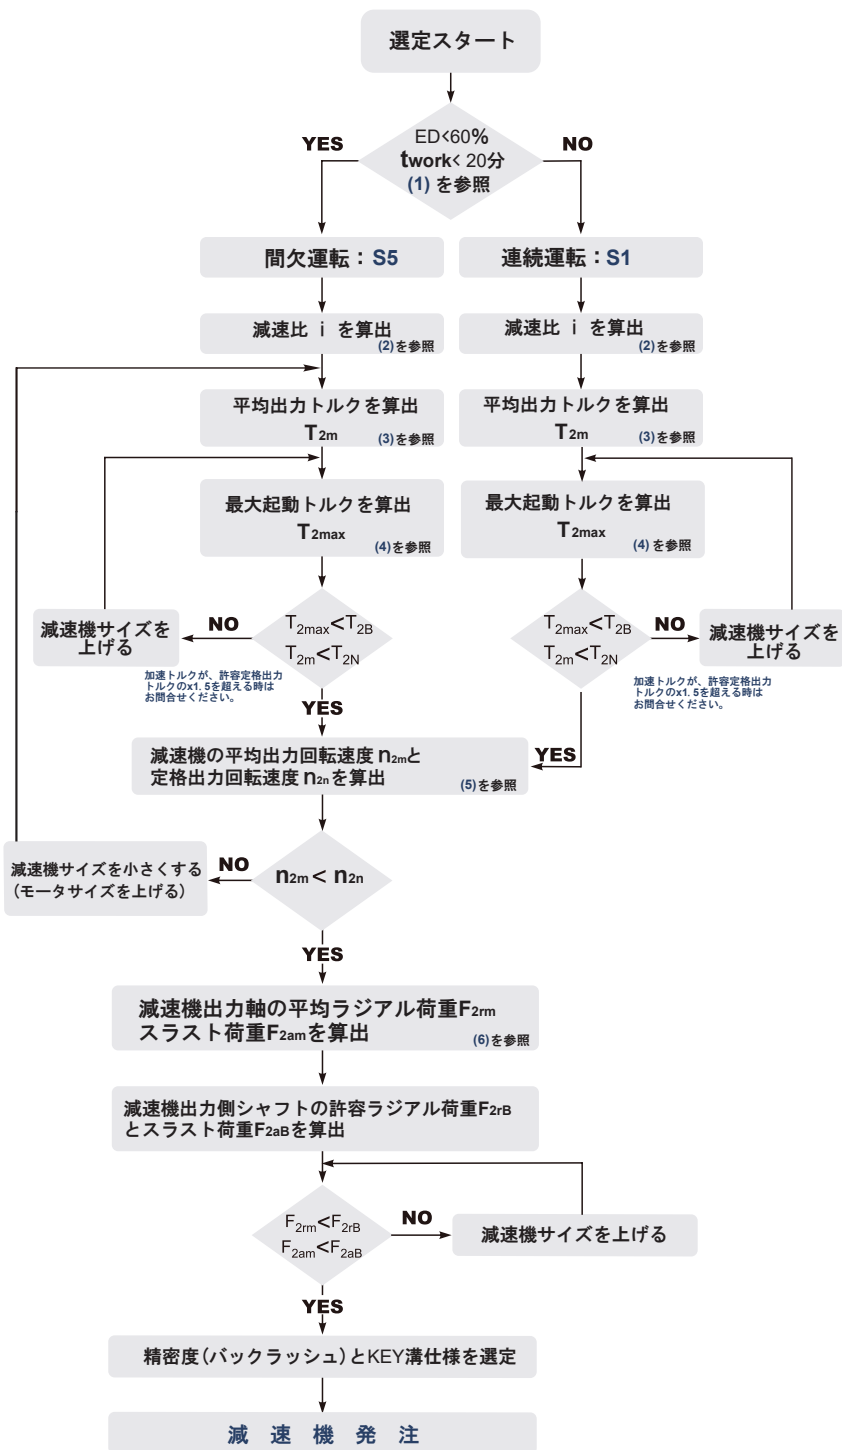 選定スタート
ED<60%
twork< 20分
(1) を参照
YES
NO
間欠運転：S5
連続運転：S1
減速比 i を算出
(2)を参照
減速比 i を算出
(2)を参照
平均出力トルクを算出
T2m
(3)を参照
平均出力トルクを算出
T2m
(3)を参照
最大起動トルクを算出
T2max
(4)を参照
最大起動トルクを算出
T2max
(4)を参照
減速機サイズを
上げる
NO
T2max<T2B
T2m<T2N
T2max<T2B
T2m<T2N
NO
減速機サイズを
上げる
加速トルクが、許容定格出力
トルクのx1.5を超える時は
お問合せください。
加速トルクが、許容定格出力
トルクのx1.5を超える時は
お問合せください。
YES
YES
減速機の平均出力回転速度 n2mと
定格出力回転速度 n2nを算出
(5)を参照
減速機サイズを小さくする
(モータサイズを上げる)
NO
n2m < n2n
YES
減速機出力軸の平均ラジアル荷重F2rm
スラスト荷重F2amを算出
(6)を参照
減速機出力側シャフトの許容ラジアル荷重F2rB
とスラスト荷重F2aBを算出
F2rm<F2rB
F2am<F2aB
NO
減速機サイズを上げる
YES
精密度(バックラッシュ)とKEY溝仕様を選定
減 速 機 発 注